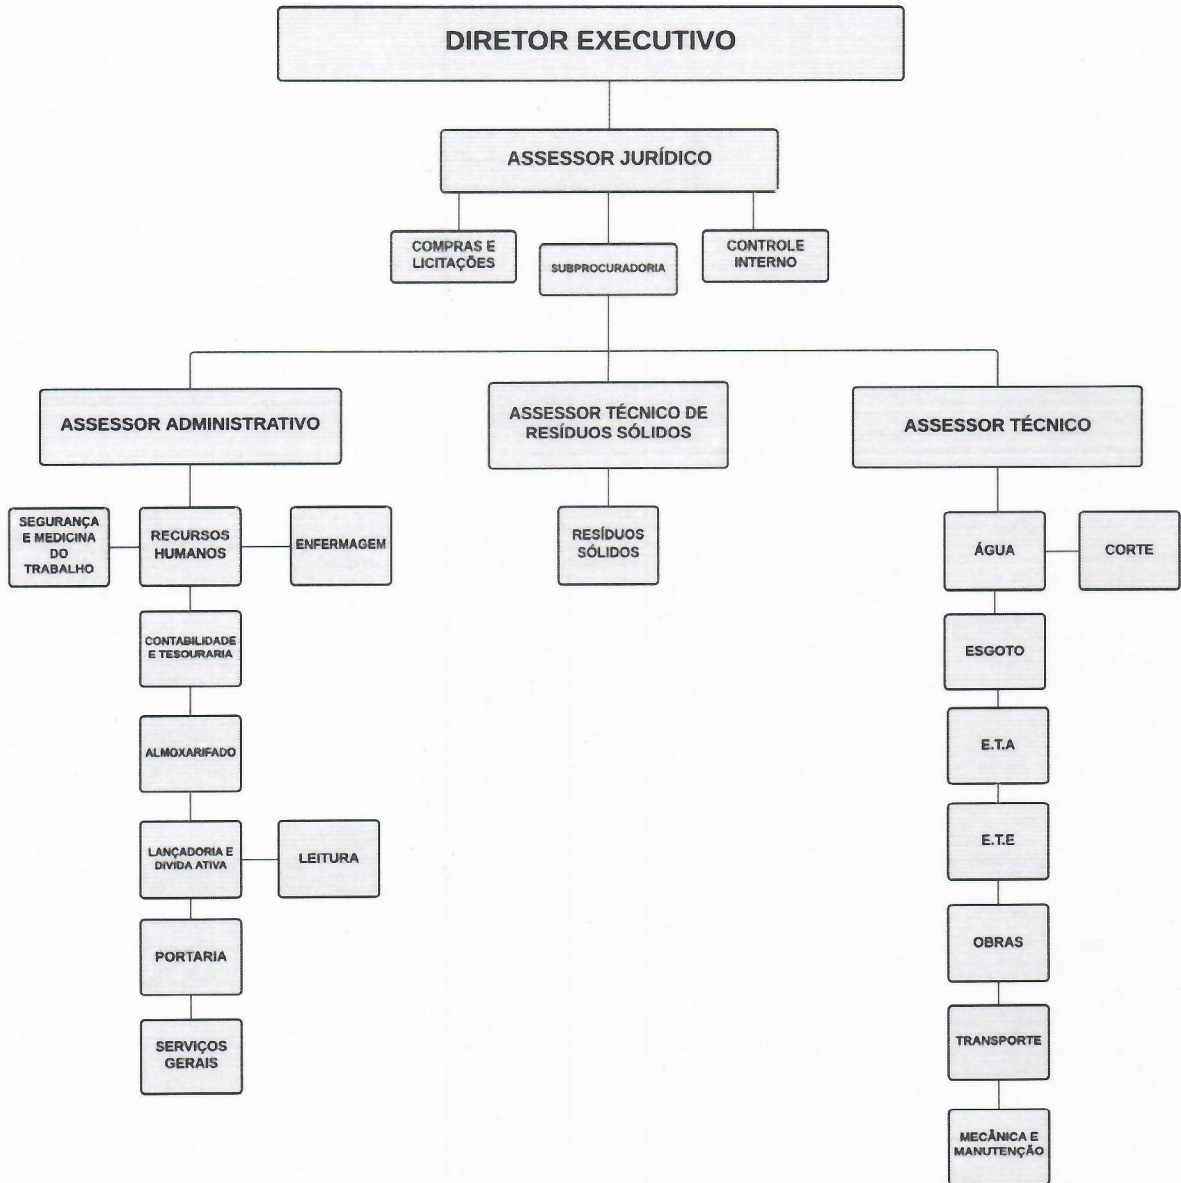 DIRETOR EXECUTIVO
ASSESSOR JURÍDICO
COMPRAS E
LICITAÇÕES
SUBPROCURADORIA
CONTROLE
INTERNO
ASSESSOR ADMINISTRATIVO
ASSESSOR TÉCNICO DE
RESÍDUOS SÓLIDOS
ASSESSOR TÉCNICO
SEGURANÇA
E MEDICINA
DO
TRABALHO
RECURSOS
HUMANOS
ENFERMAGEM
RESÍDUOS
SÓLIDOS
ÁGUA
CORTE
CONTABILIDADE
E TESOURARIA
ESGOTO
ALMOXARIFADO
E.T.A
LANÇADORIA E
DIVIDA ATIVA
LEITURA
E.T.E
PORTARIA
OBRAS
SERVIÇOS
GERAIS
TRANSPORTE
MECÂNICA E
MANUTENÇÃO